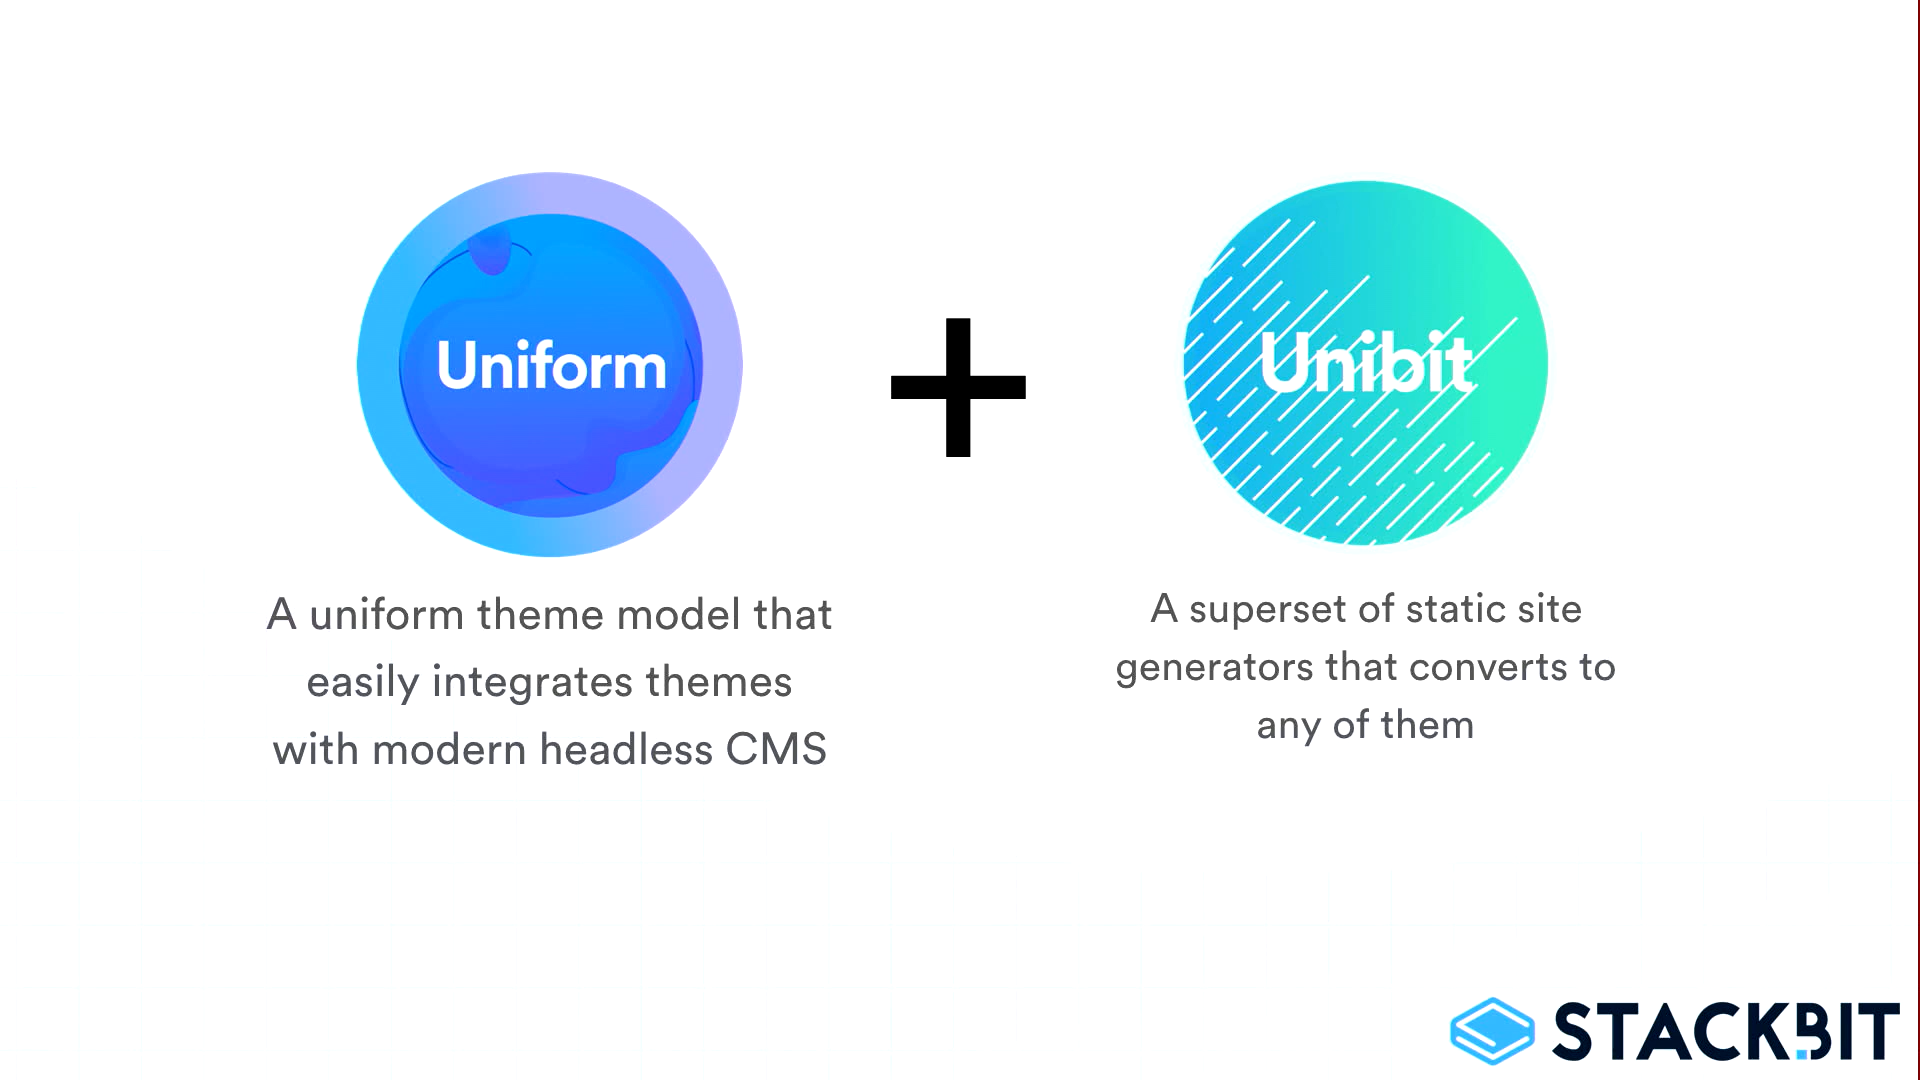 Uniform
A uniform theme model that
easily integrates themes
with modern headless CMS
Unibit
A superset of static site
generators that converts to
any of them
STACKBIT